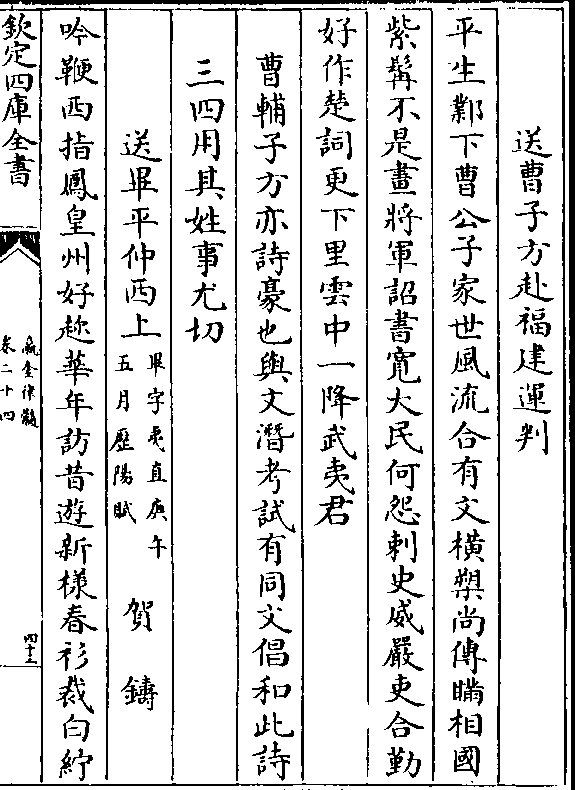 送曹子方赴福建運判
平生鄴下曹公子家世風流合有文橫槊尚傳瞞相國
紫髯不是畫將軍詔書寛大民何怨刺史威嚴吏合勤
好作楚詞更下里雲中一降武夷君
曹輔子方亦詩豪也與文潛考試有同文倡和此詩
三四用其姓事尤切
送畢平仲西上
畢字夷直庚午
五月歷陽賦
賀鑄
吟鞭西指鳳皇州好趂華年訪昔遊新様春衫裁白紵
欽定四庫全書
瀛奎律髓
卷二十四
四十三